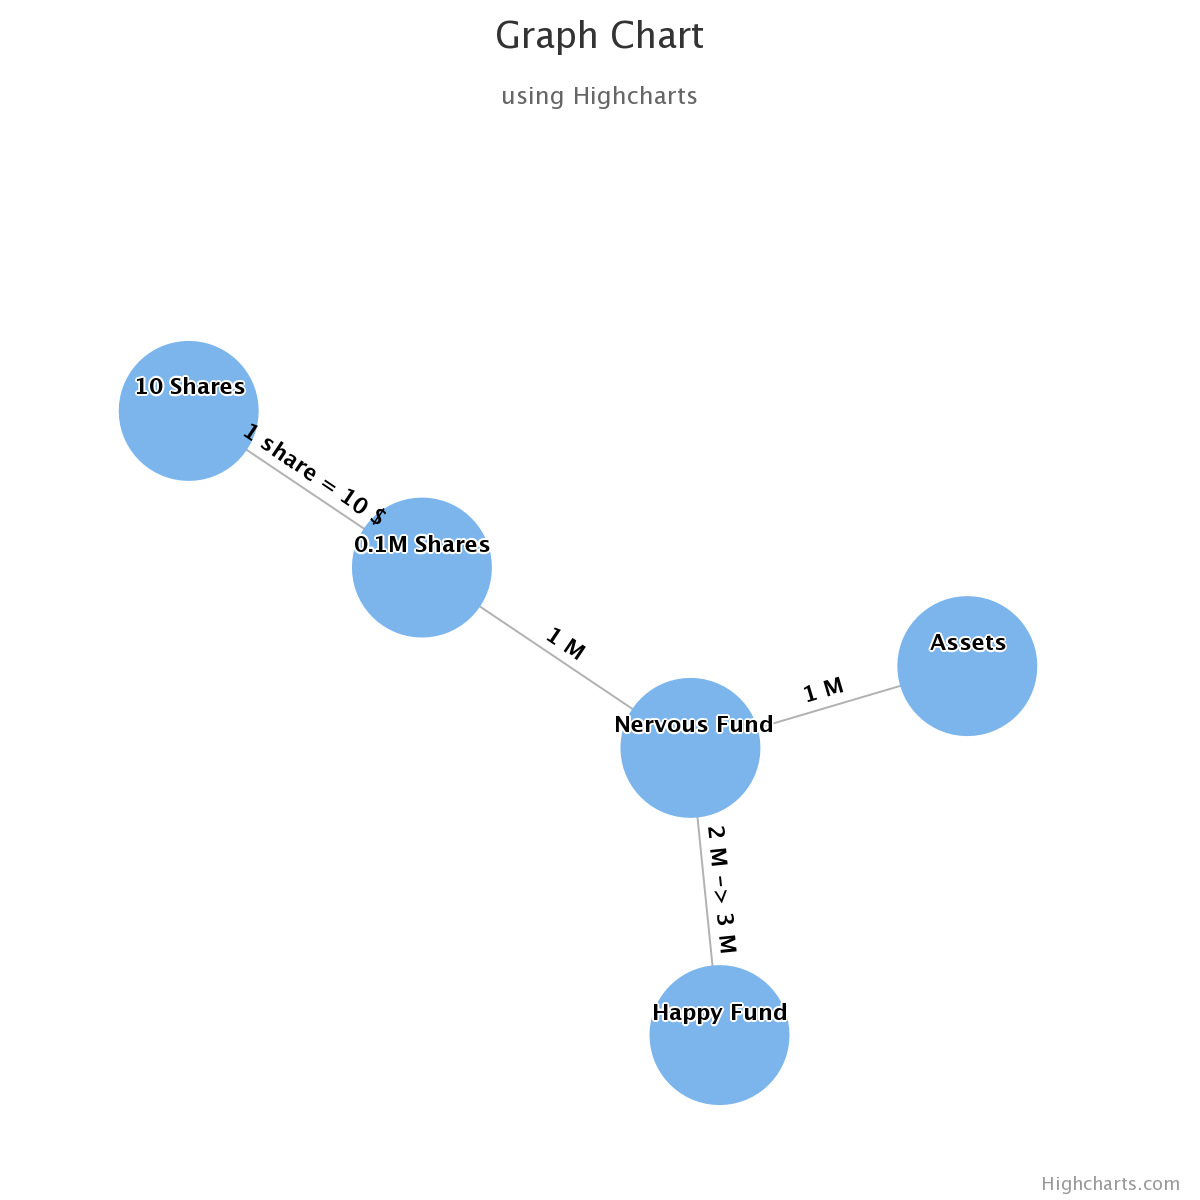 Graph Chart
using Highcharts
10 Shares
1 share = 10 $
0.1M Shares
1 M
Nervous Fund
1 M
Assets
2 M -> 3 M
Happy Fund
Highcharts.com